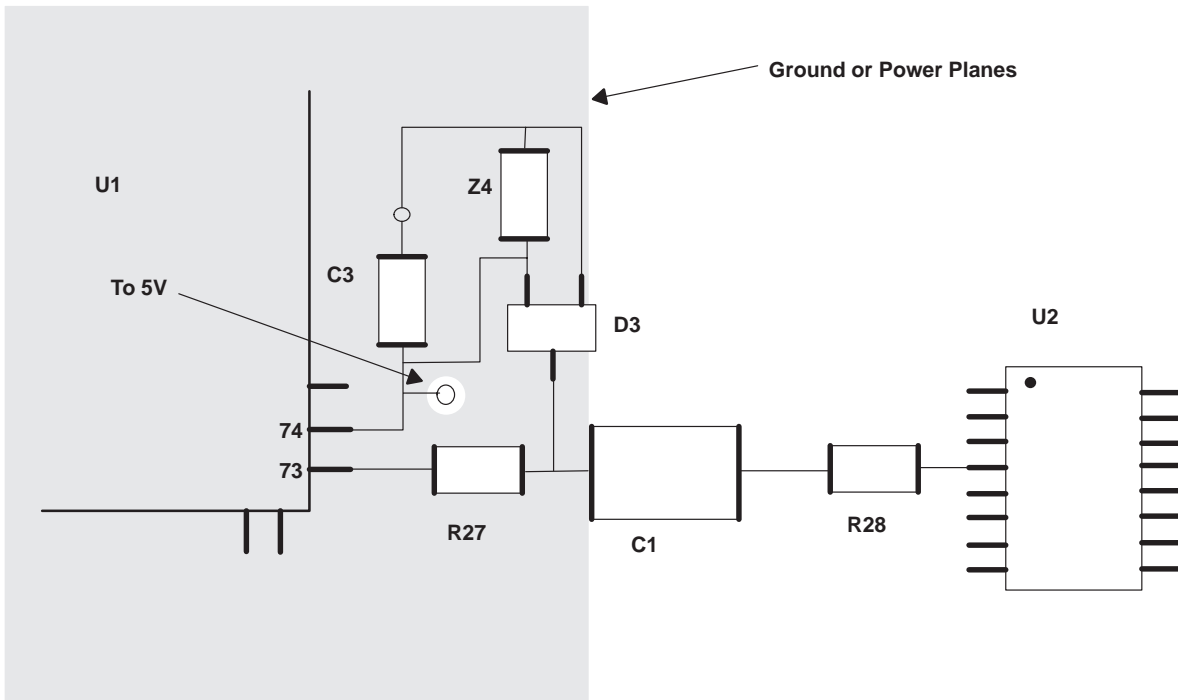 Ground or Power Planes
U1
Z4
C3
To 5V
D3
U2
74
73
R27
R28
C1